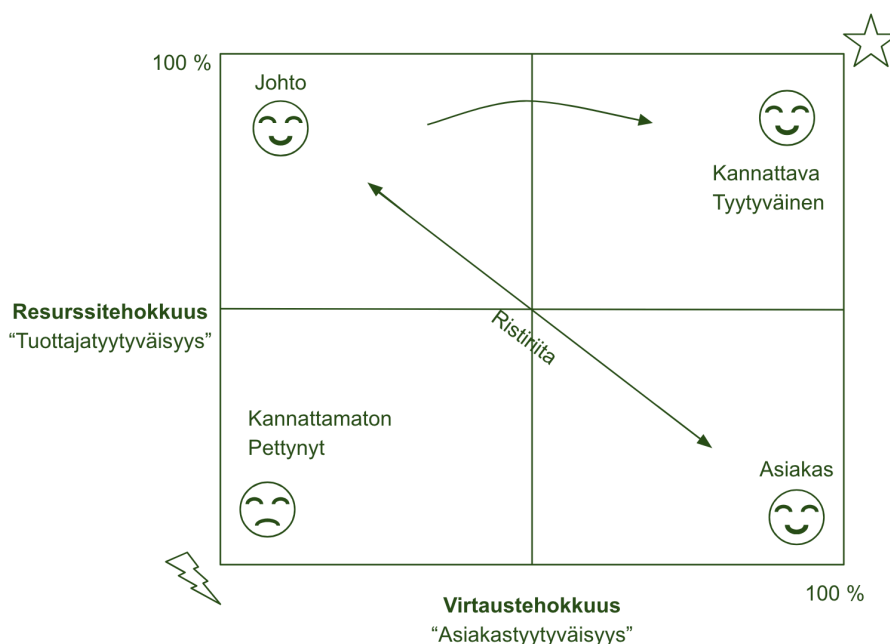 100 %
Johto
Kannattava
Tyytyväinen
Resurssitehokkuus
“Tuottajatyytyväisyys”
Ristiriita
Kannattamaton
Pettynyt
Asiakas
100 %
Virtaustehokkuus
“Asiakastyytyväisyys”